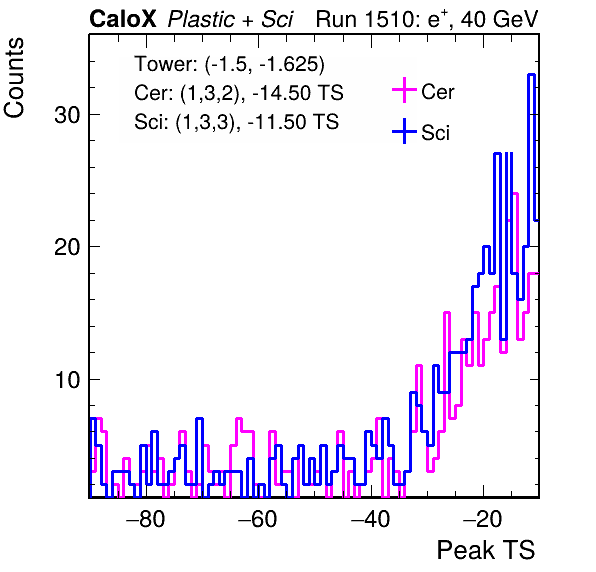 CaloX Plastic + Sci Run 1510: e⁺, 40 GeV
Tower: (-1.5, -1.625)
Cer: (1,3,2), -14.50 TS
Sci: (1,3,3), -11.50 TS
Cer
Sci
Counts
30
20
10
−80 −60 −40 −20
Peak TS